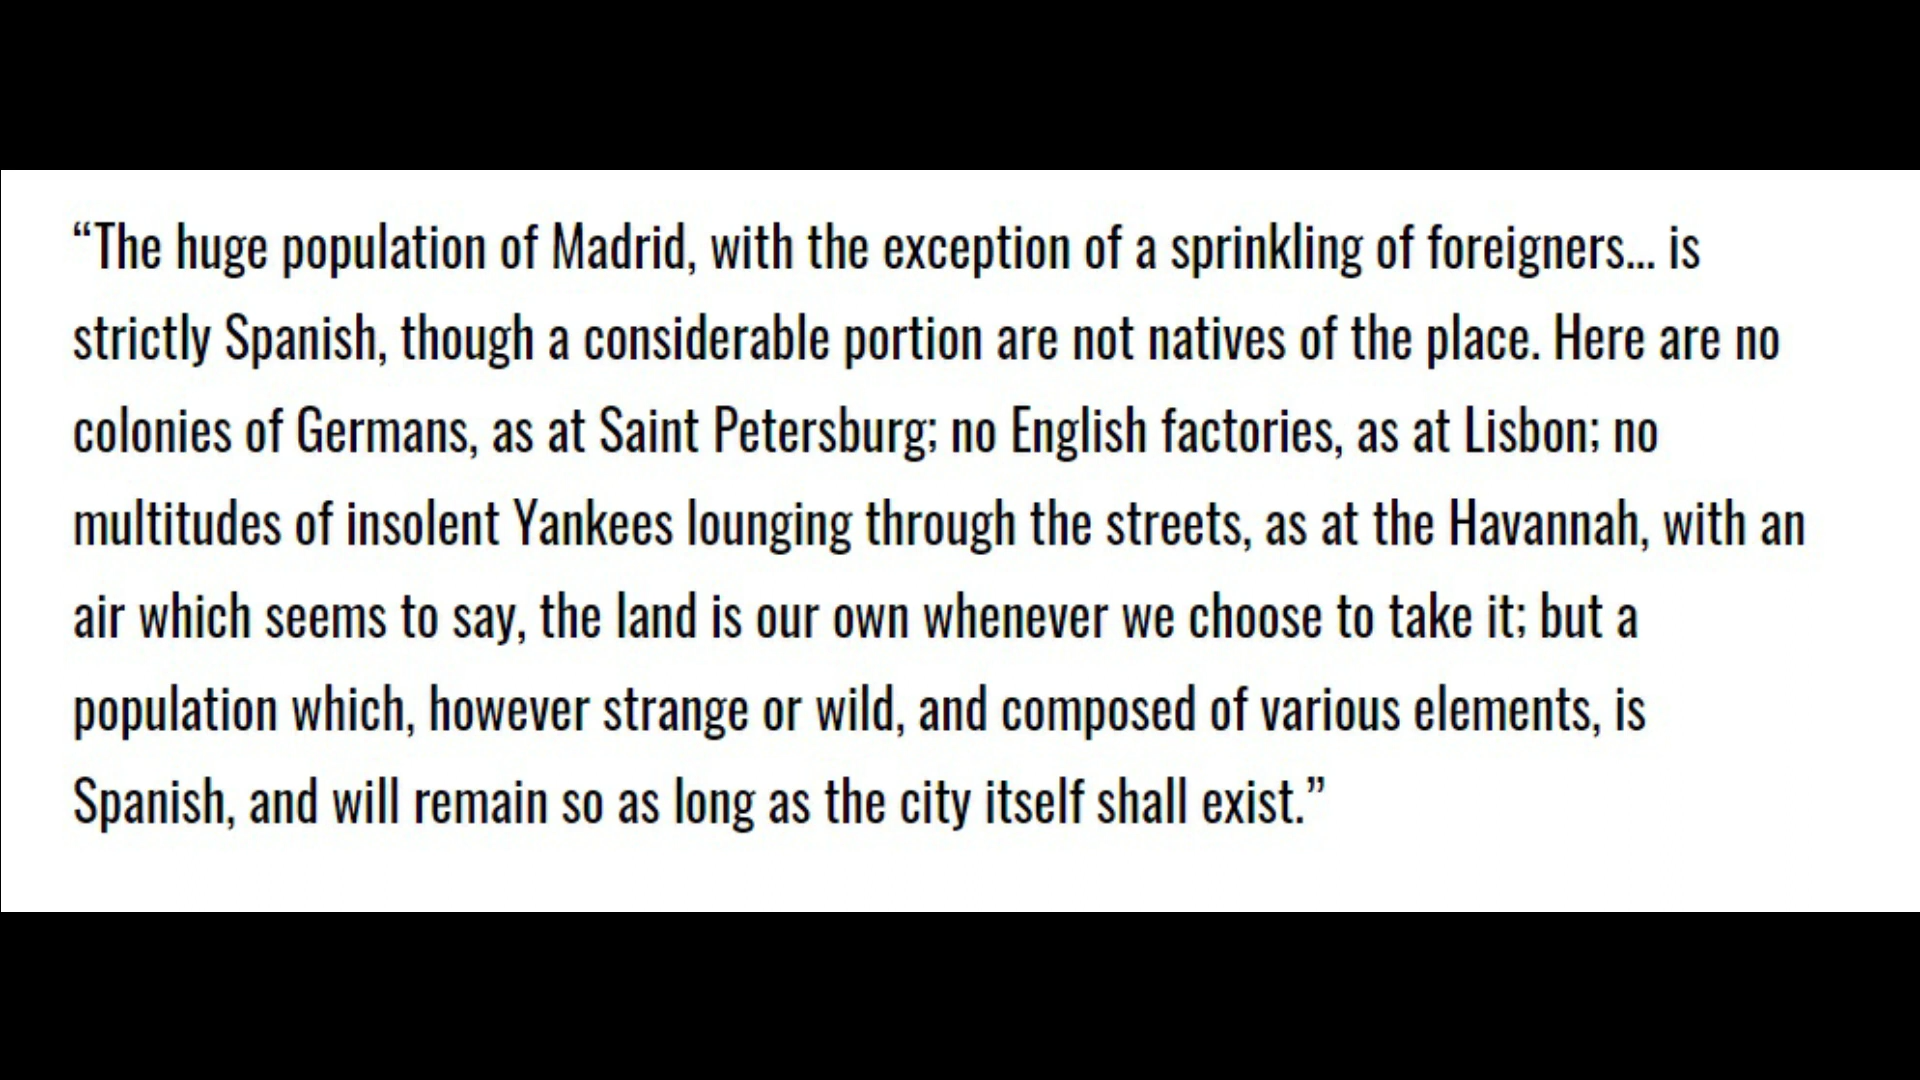 “The huge population of Madrid, with the exception of a sprinkling of foreigners... is
strictly Spanish, though a considerable portion are not natives of the place. Here are no
colonies of Germans, as at Saint Petersburg; no English factories, as at Lisbon; no
multitudes of insolent Yankees lounging through the streets, as at the Havannah, with an
air which seems to say, the land is our own whenever we choose to take it; but a
population which, however strange or wild, and composed of various elements, is
Spanish, and will remain so as long as the city itself shall exist.”